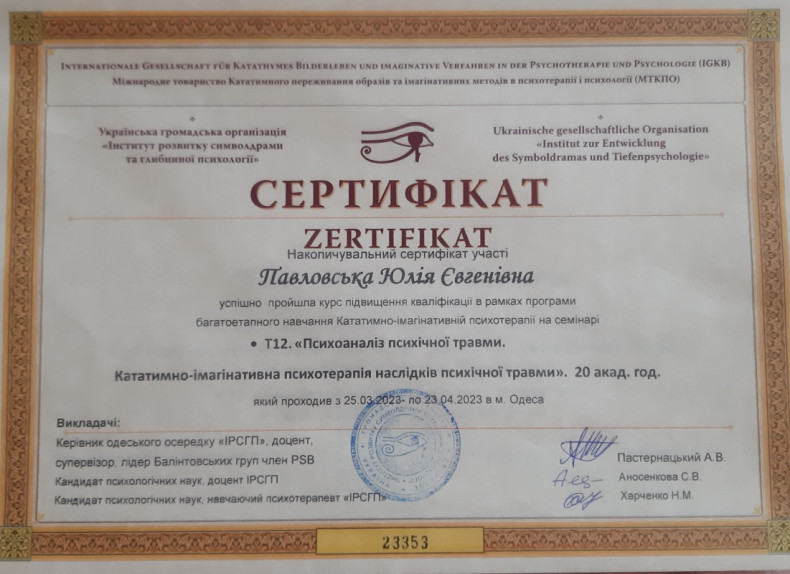 Internationale Gesellschaft für Katathymes Bilderleben und imaginative Verfahren in der Psychotherapie und Psychologie (IGKB)
Міжнародне товариство Кататимного переживання образів та імагінативних методів в психотерапії і психології (МТКПО)
Українська громадська організація
«Інститут розвитку символдрами
та глибинної психології»
Ukrainische gesellschaftliche Organisation
«Institut zur Entwicklung
des Symboldramas und Tiefenpsychologie»
СЕРТИФІКАТ
ZERTIFIKAT
Накопичувальний сертифікат участі
Павловська Юлія Євгенівна
успішно пройшла курс підвищення кваліфікації в рамках програми
багатоетапного навчання Кататимно-імагінативній психотерапії на семінарі
• Т12. «Психоаналіз психічної травми.
Кататимно-імагінативна психотерапія наслідків психічної травми». 20 акад. год.
який проходив з 25.03.2023- по 23.04.2023 в м. Одеса
Викладачі:
Керівник одеського осередку «ІРСГП», доцент,
супервізор, лідер Балінтовських груп член PSB
Кандидат психологічних наук, доцент ІРСГП
Кандидат психологічних наук, навчаючий психотерапевт «ІРСГП»
Пастернацький А.В.
Аносенкова С.В.
Харченко Н.М.
23353